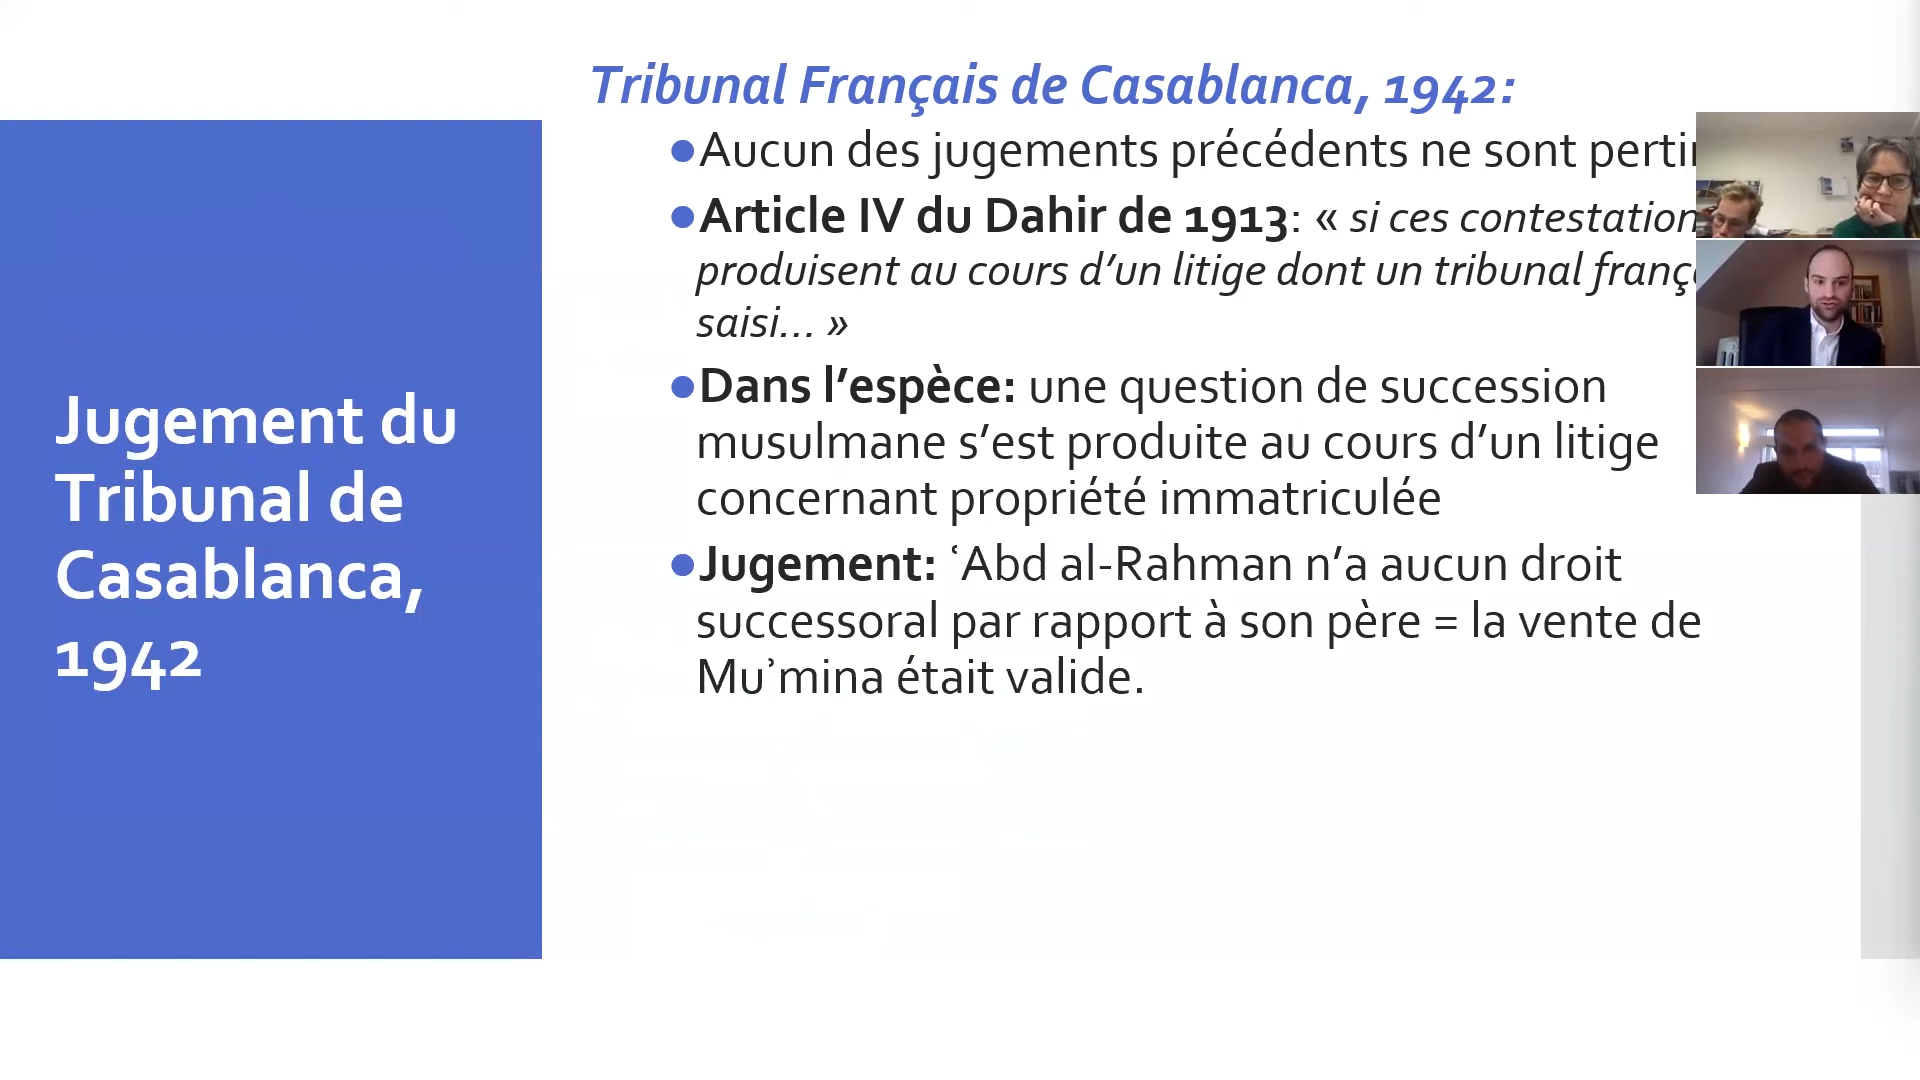 Tribunal Français de Casablanca, 1942:
●Aucun des jugements précédents ne sont
●Article IV du Dahir de 1913: « si ces
produisent au cours d’un litige dont un tribunal
saisi... »
●Dans l’espèce: une question de succession
musulmane s’est produite au cours d’un litige
concernant propriété immatriculée
●Jugement: ʿAbd al-Rahman n’a aucun droit
successoral par rapport à son père = la vente de
Muʾmina était valide.
Jugement du
Tribunal de
Casablanca,
1942